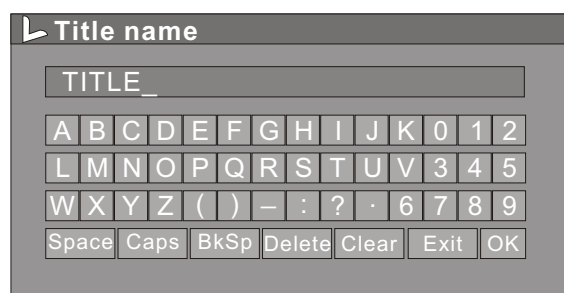 Title name
TITLE_
A B C D E F G H I J K 0 1 2
L M N O P Q R S T U V 3 4 5
W X Y Z ( ) – : ? · 6 7 8 9
Space Caps BkSp Delete Clear Exit OK